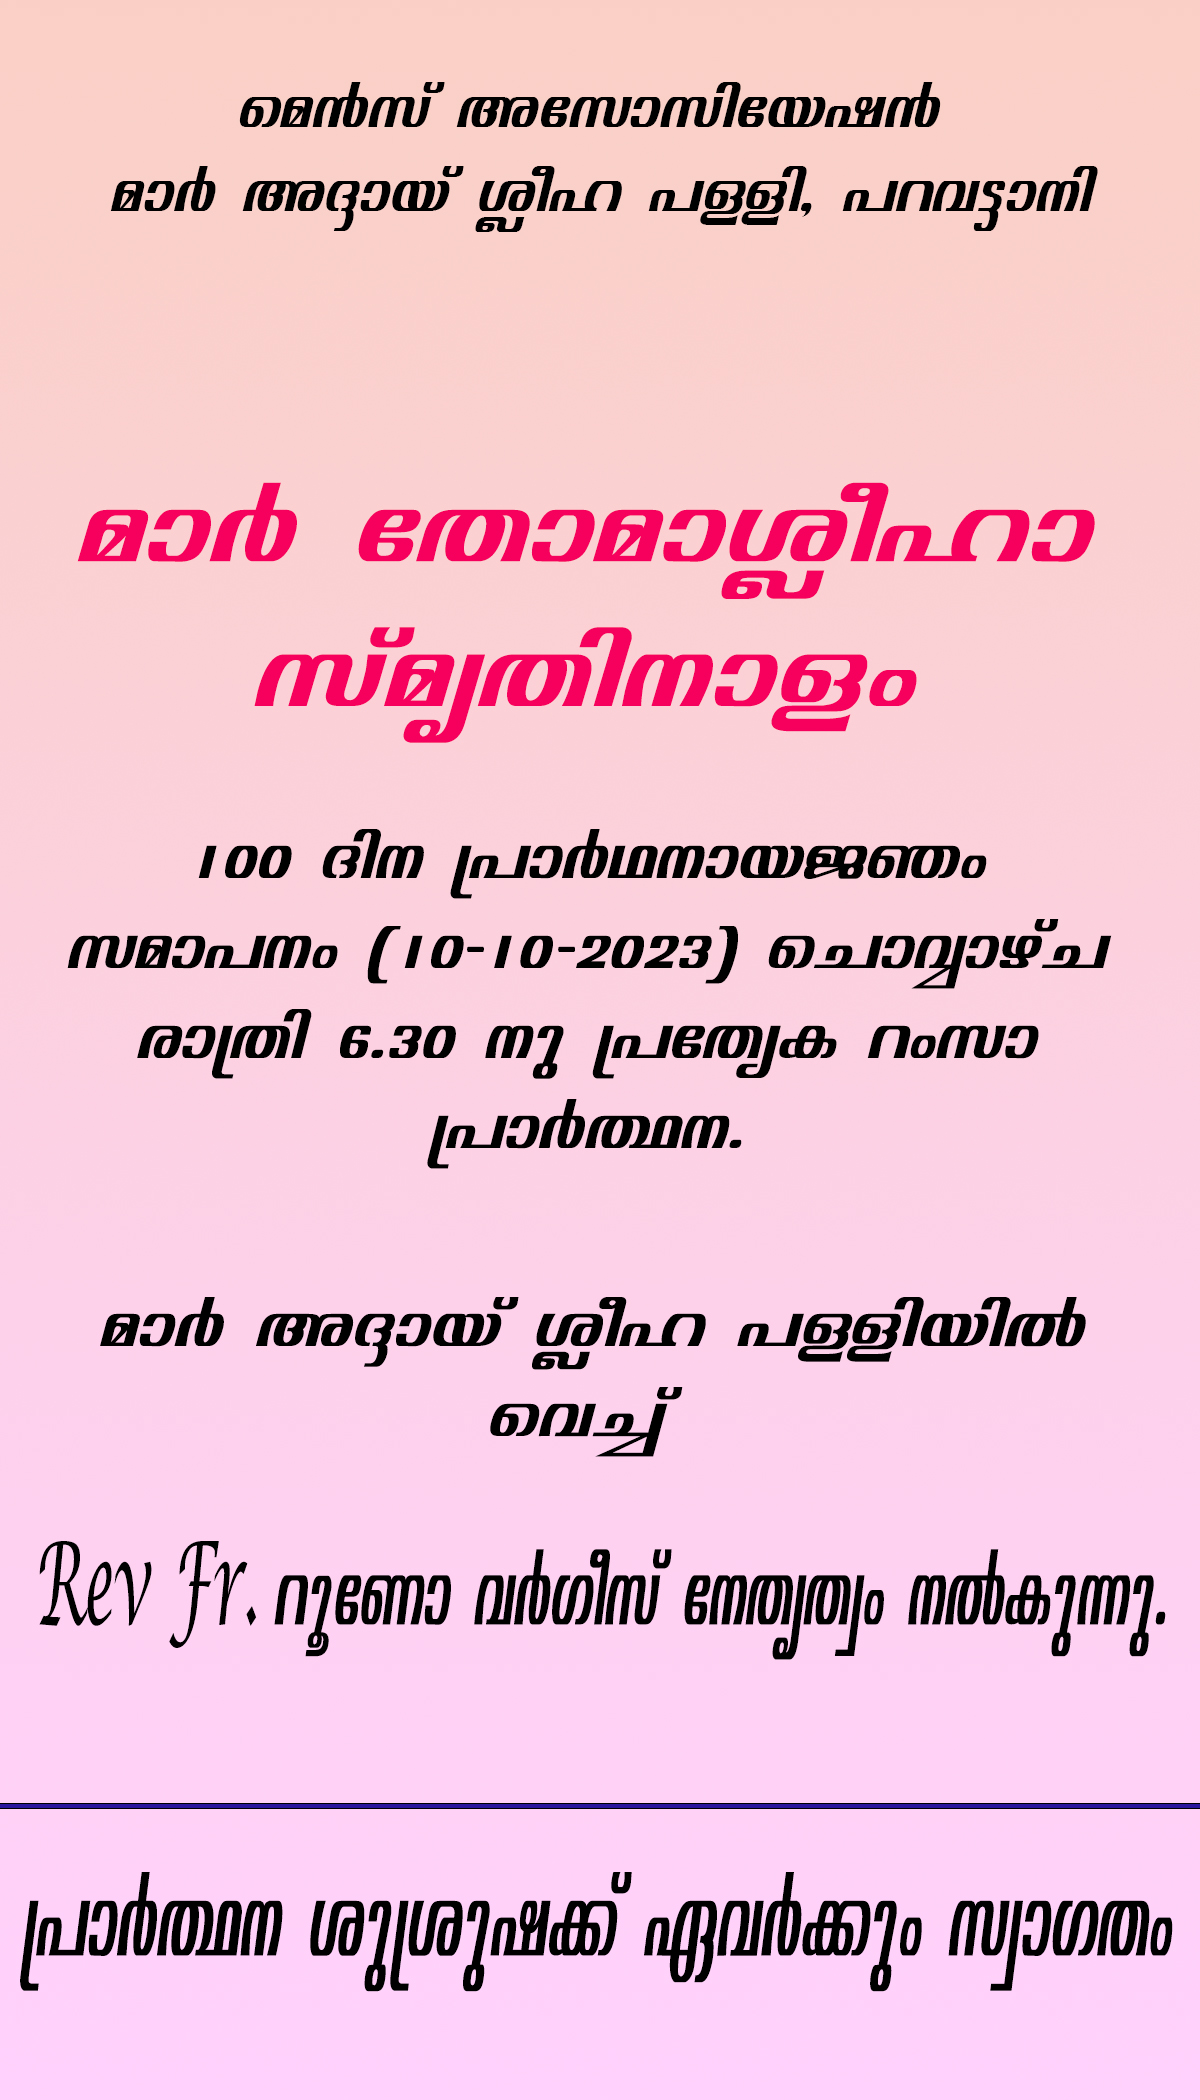 മെൻസ് അസോസിയേഷൻ
മാർ അദ്ദായ് ശ്ലീഹ പള്ളി, പറവട്ടാനി
മാർ തോമാശ്ലീഹാ
സ്മൃതിനാളം
100 ദിന പ്രാർഥനായജ്ഞം
സമാപനം (10-10-2023) ചൊവ്വാഴ്ച
രാത്രി 6.30 നു പ്രത്യേക റംസാ
പ്രാർത്ഥന.
മാർ അദ്ദായ് ശ്ലീഹ പള്ളിയിൽ
വെച്ച്
Rev Fr. റൂണോ വർഗീസ് നേതൃത്വം നൽകുന്നു.
പ്രാർത്ഥന ശുശ്രുഷക്ക് ഏവർക്കും സ്വാഗതം